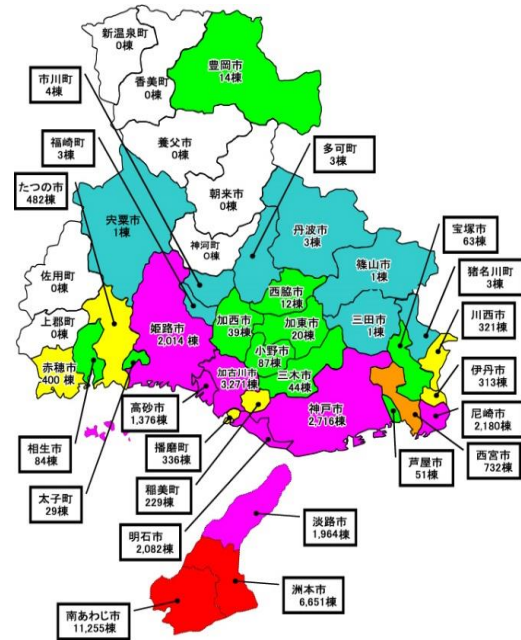 新温泉町
0棟
香美町
0棟
豊岡市
14棟
市川町
4棟
福崎町
3棟
養父市
0棟
多可町
3棟
たつの市
482棟
朝来市
0棟
宍粟市
1棟
丹波市
3棟
宝塚市
63棟
神河町
0棟
佐用町
0棟
篠山市
1棟
猪名川町
3棟
西脇市
12棟
上郡町
0棟
姫路市
2,014棟
加西市
39棟
加東市
20棟
三田市
1棟
川西市
321棟
小野市
87棟
赤穂市
400 棟
加古川市
3,271棟
三木市
44棟
伊丹市
313棟
高砂市
1,376棟
神戸市
2,716棟
尼崎市
2,180棟
相生市
84棟
播磨町
336棟
芦屋市
51棟
西宮市
732棟
太子町
29棟
稲美町
229棟
明石市
2,082棟
淡路市
1,964棟
洲本市
6,651棟
南あわじ市
11,255棟